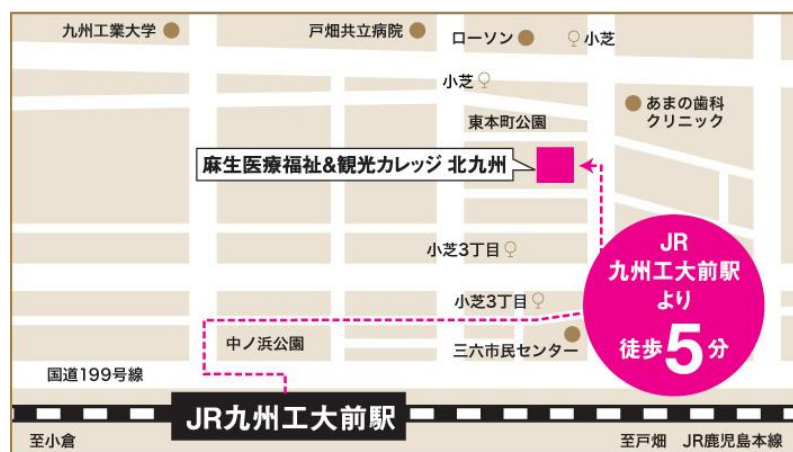 九州工業大学
戸畑共立病院
ローソン
小芝
小芝
あまの歯科
クリニック
東本町公園
麻生医療福祉&観光カレッジ 北九州
小芝3丁目
JR
九州工大前駅
より
徒歩5分
小芝3丁目
中ノ浜公園
三六市民センター
国道199号線
JR九州工大前駅
至小倉
至戸畑 JR鹿児島本線